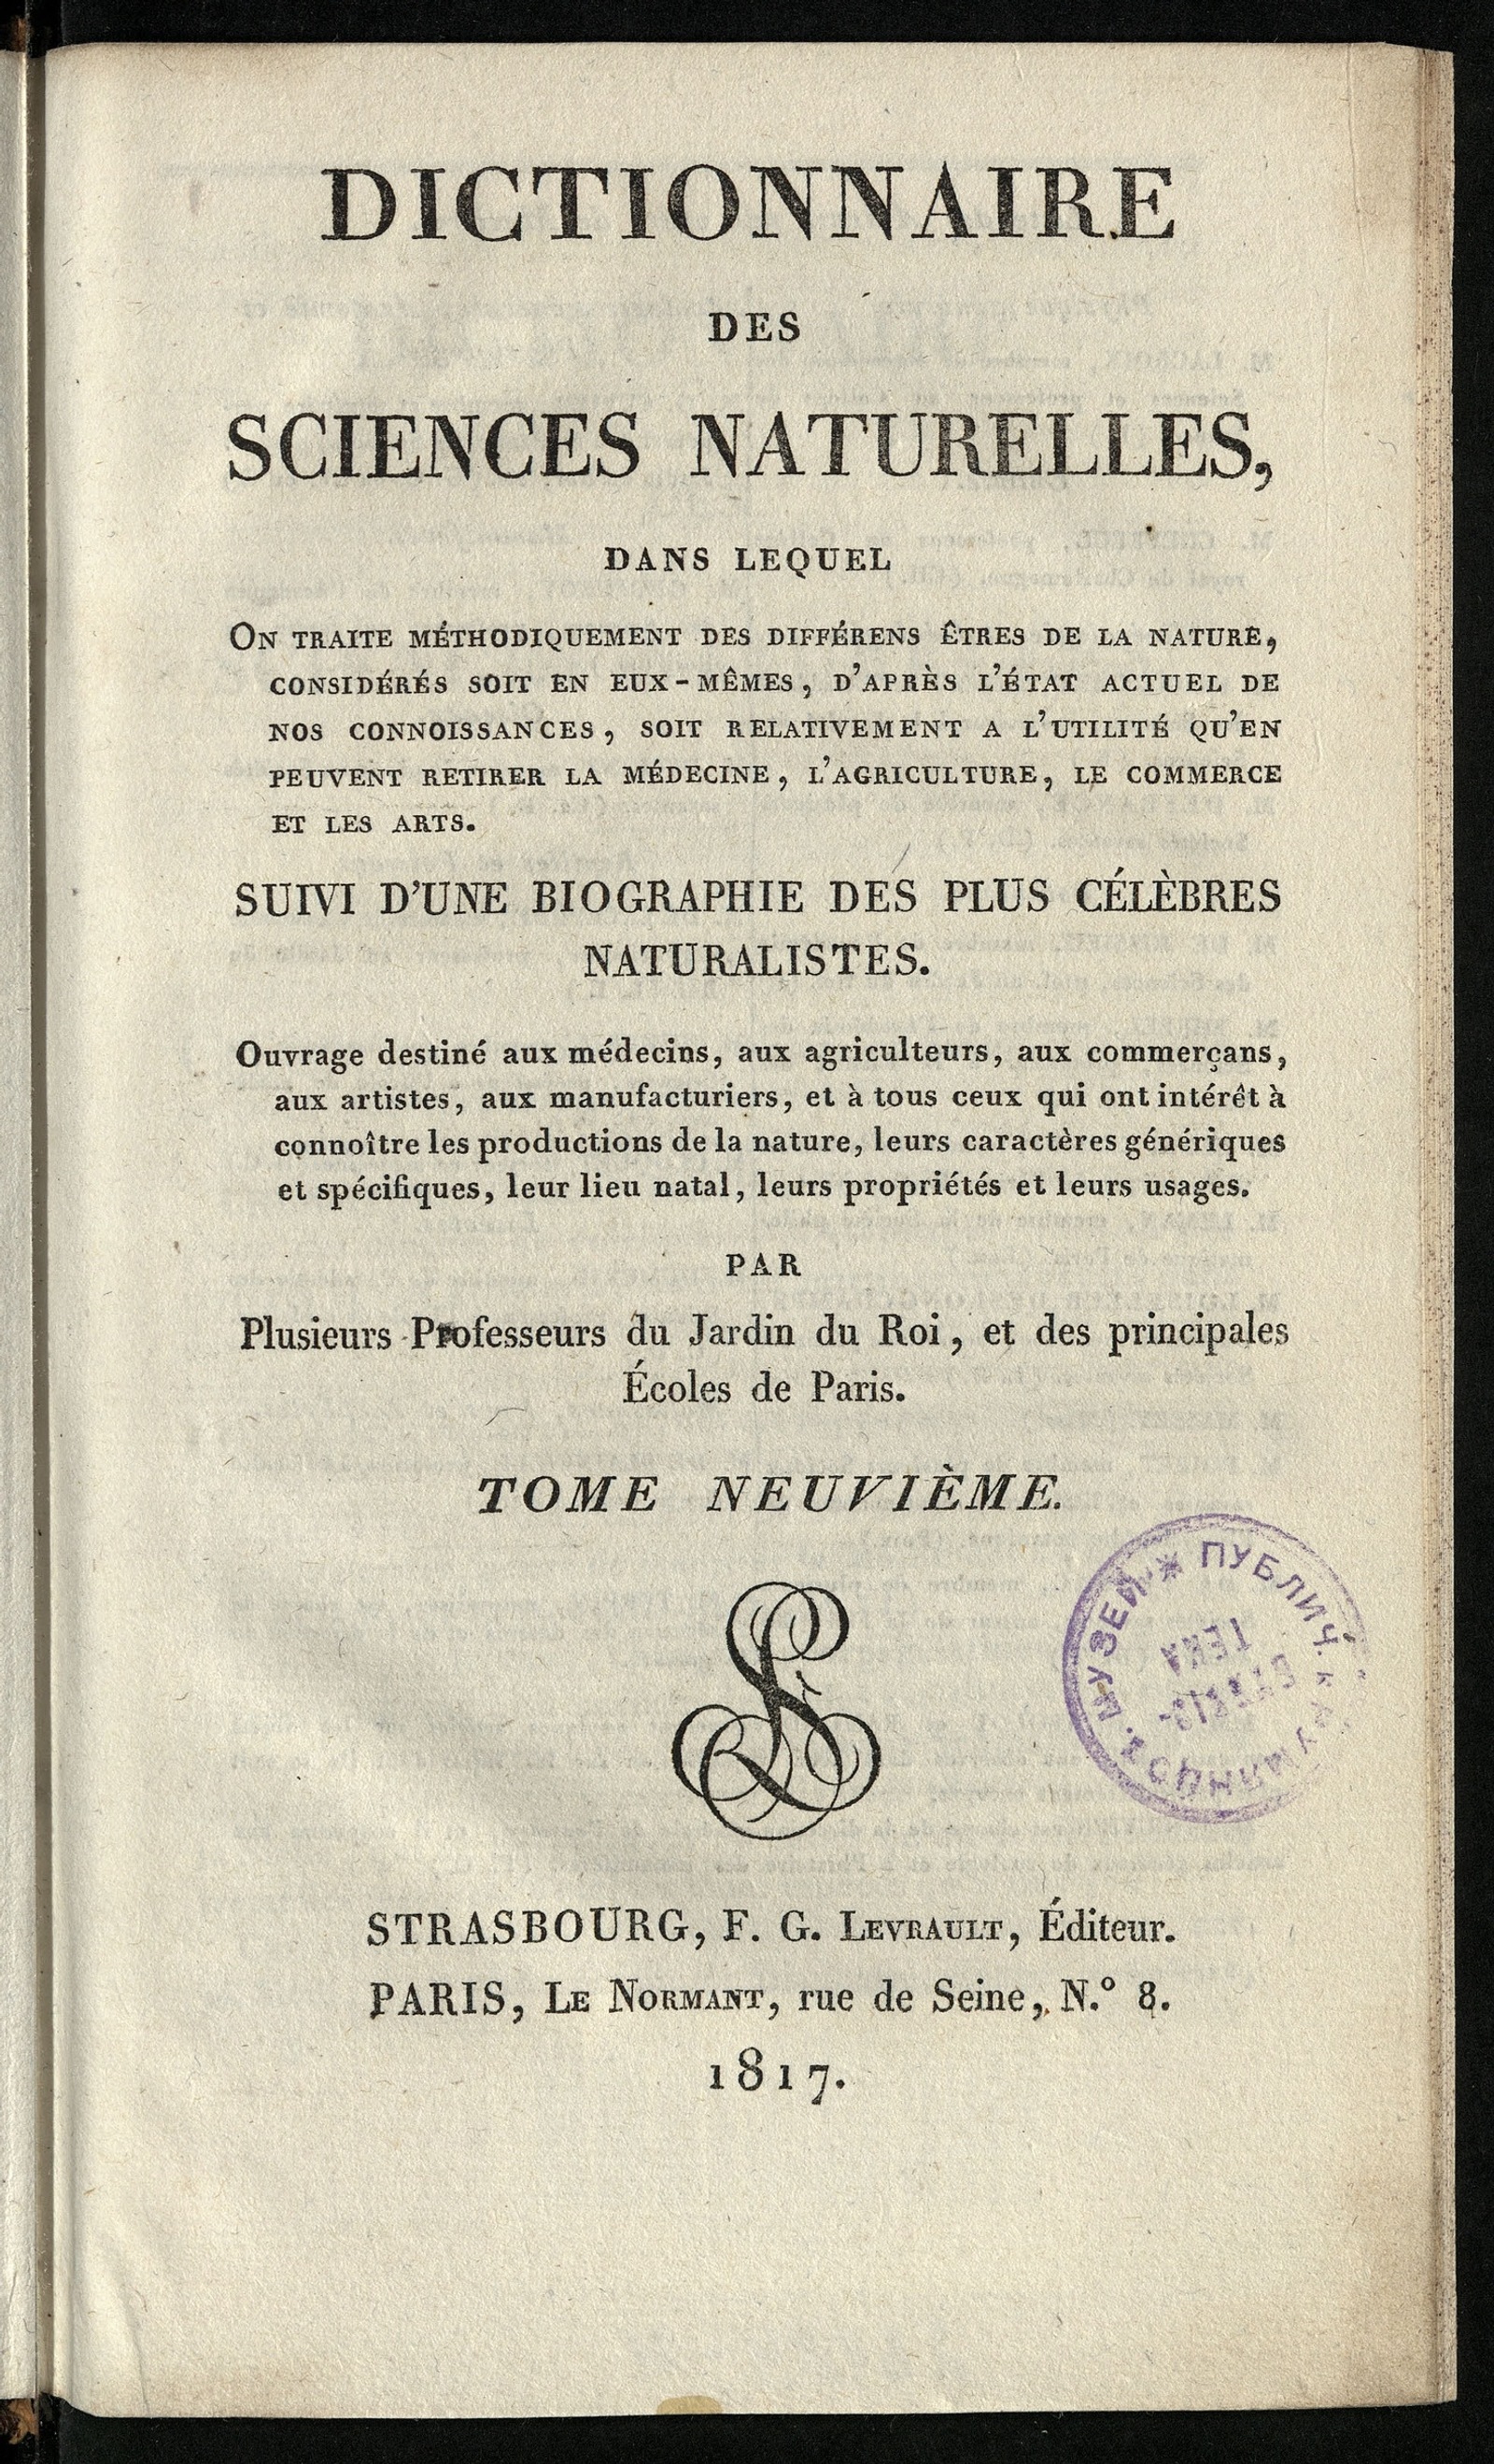 DICTIONNAIRE
DES
SCIENCES NATURELLES,
DANS LEQUEL
ON TRAITE MÉTHODIQUEMENT DES DIFFÉRENS ÊTRES DE LA NATURE,
CONSIDÉRÉS SOIT EN EUX-MÊMES, D'APRÈS L'ÉTAT ACTUEL DE
NOS CONNOISSANCES, SOIT RELATIVEMENT A L'UTILITÉ QU'EN
PEUVENT RETIRER LA MÉDECINE, L'AGRICULTURE, LE COMMERCE
ET LES ARTS.
SUIVI D'UNE BIOGRAPHIE DES PLUS CÉLÈBRES
NATURALISTES.
Ouvrage destiné aux médecins, aux agriculteurs, aux commerçans,
aux artistes, aux manufacturiers, et à tous ceux qui ont intérêt à
connoître les productions de la nature, leurs caractères génériques
et spécifiques, leur lieu natal, leurs propriétés et leurs usages.
PAR
Plusieurs Professeurs du Jardin du Roi, et des principales
Écoles de Paris.
TOME NEUVIÈME.
ПУБЛИЧ.
МУЗЕЙ
STRASBOURG, F. G. LEVRAULT, Éditeur.
PARIS, LE NORMANT, rue de Seine, N.° 8.
1817.